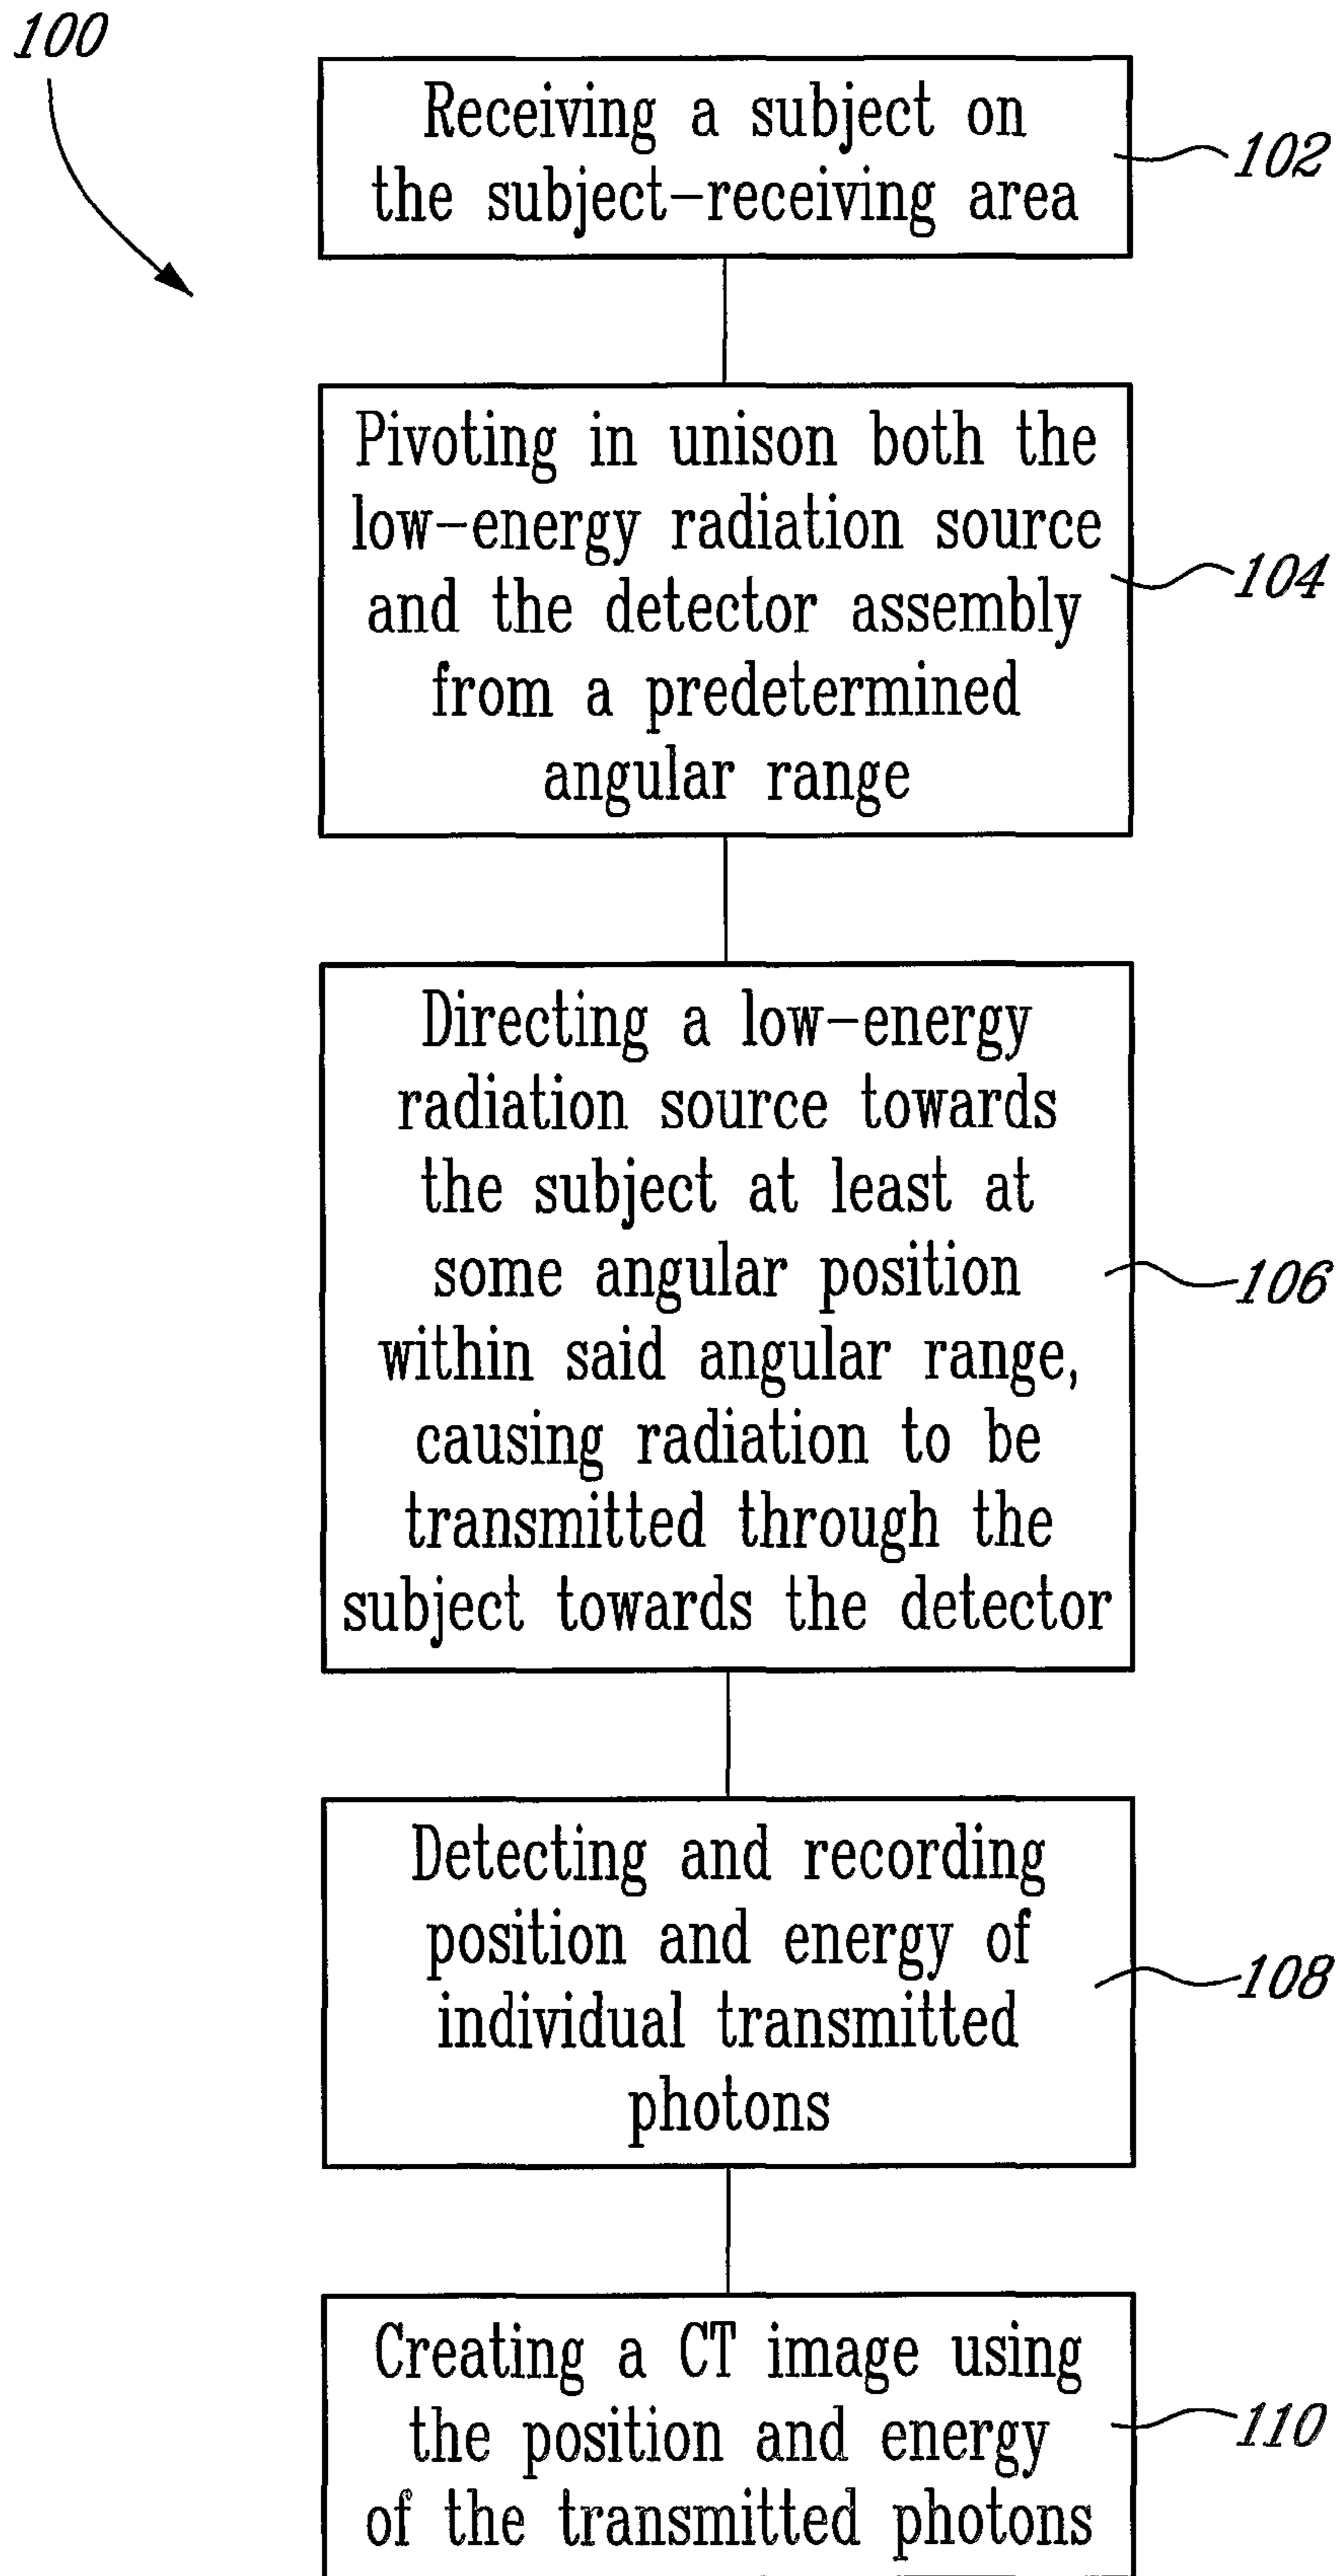 100
Receiving a subject on
the subject-receiving area
102
Pivoting in unison both the
low-energy radiation source
and the detector assembly
from a predetermined
angular range
104
Directing a low-energy
radiation source towards
the subject at least at
some angular position
within said angular range,
causing radiation to be
transmitted through the
subject towards the detector
106
Detecting and recording
position and energy of
individual transmitted
photons
108
Creating a CT image using
the position and energy
of the transmitted photons
110